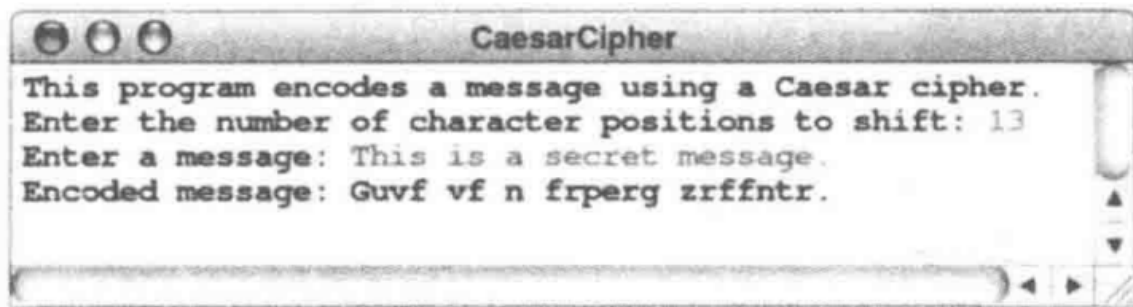 CaesarCipher
This program encodes a message using a Caesar cipher.
Enter the number of character positions to shift: 13
Enter a message: This is a secret message.
Encoded message: Guvf vf n frperg zrffntr.